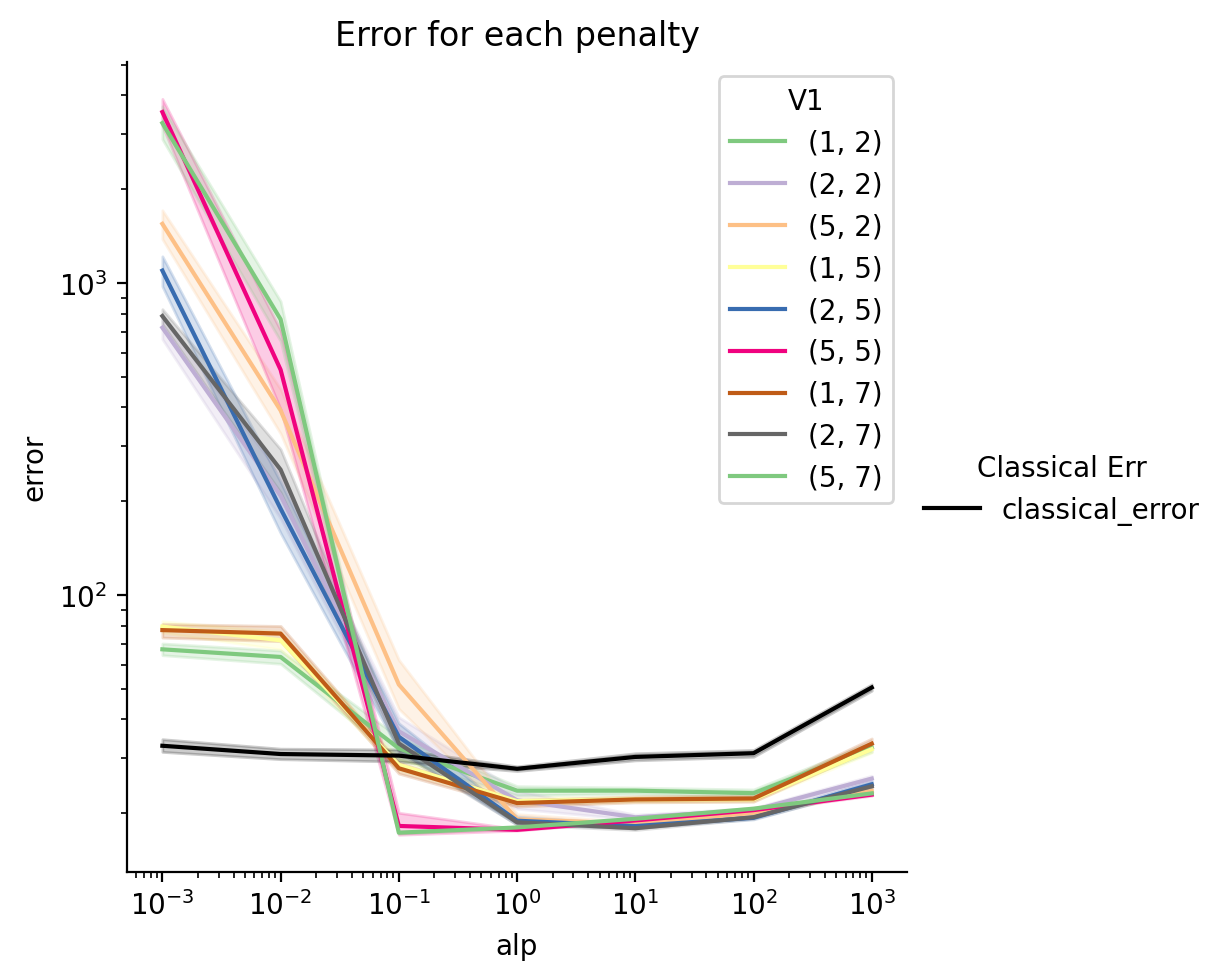 Error for each penalty
V1
(1, 2)
(2, 2)
(5, 2)
(1, 5)
(2, 5)
(5, 5)
(1, 7)
(2, 7)
(5, 7)
Classical Err
classical_error
error
10³
10²
10⁻³ 10⁻² 10⁻¹ 10⁰ 10¹ 10² 10³
alp